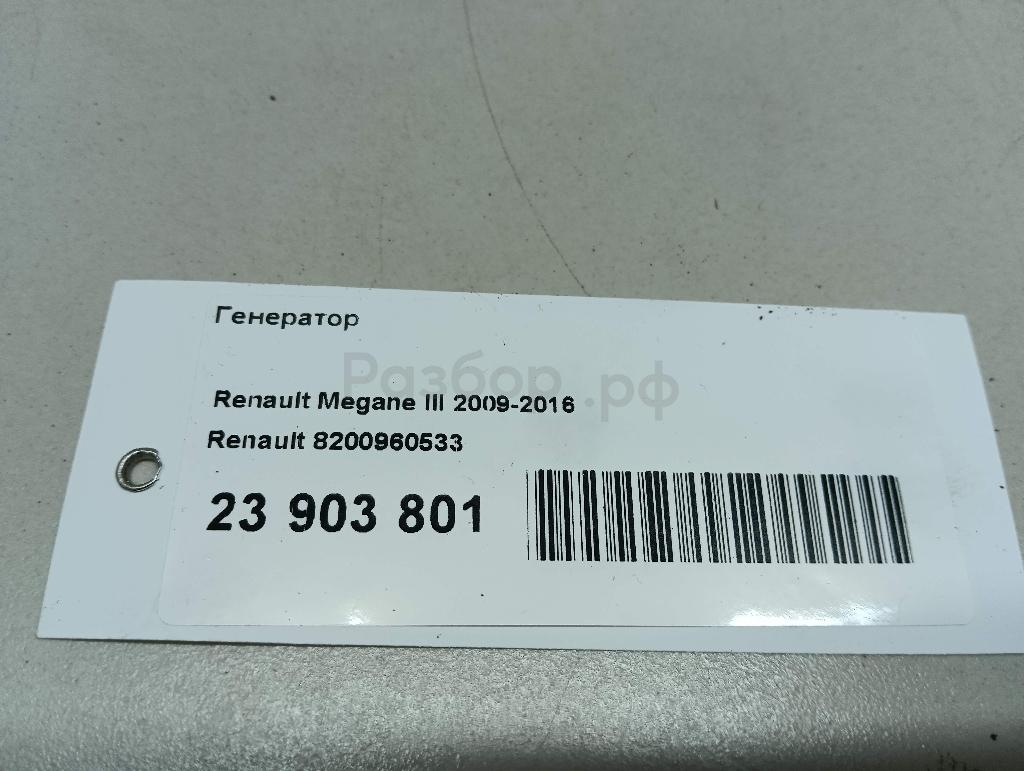 Генератор
Разбор.рф
Renault Megane III 2009-2016
Renault 8200960533
23 903 801